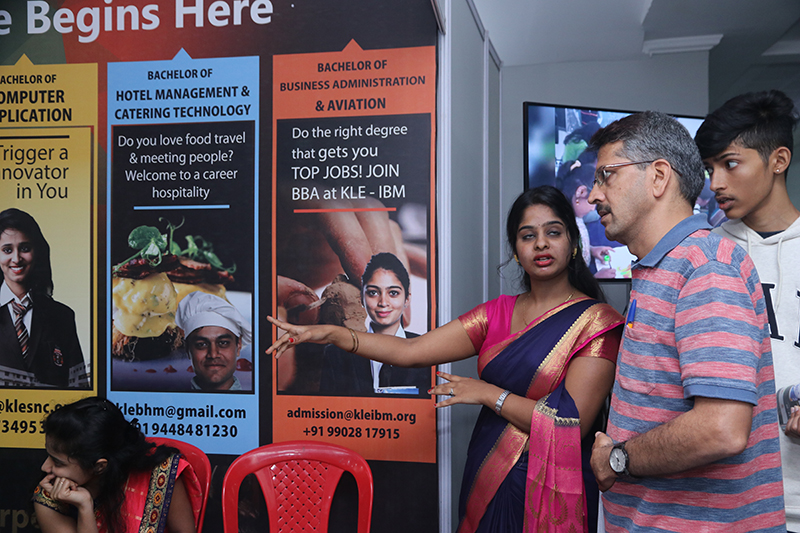 e Begins Here
BACHELOR OF
OMPUTER
PLICATION
Trigger a
novator
in You
@klesnc.o
73495
BACHELOR OF
HOTEL MANAGEMENT &
CATERING TECHNOLOGY
Do you love food travel
& meeting people?
Welcome to a career
hospitality
klebhm@gmail.com
+919448481230
BACHELOR OF
BUSINESS ADMINISTRATION
& AVIATION
Do the right degree
that gets you
TOP JOBS! JOIN
BBA at KLE - IBM
admission@kleibm.org
+91 99028 17915